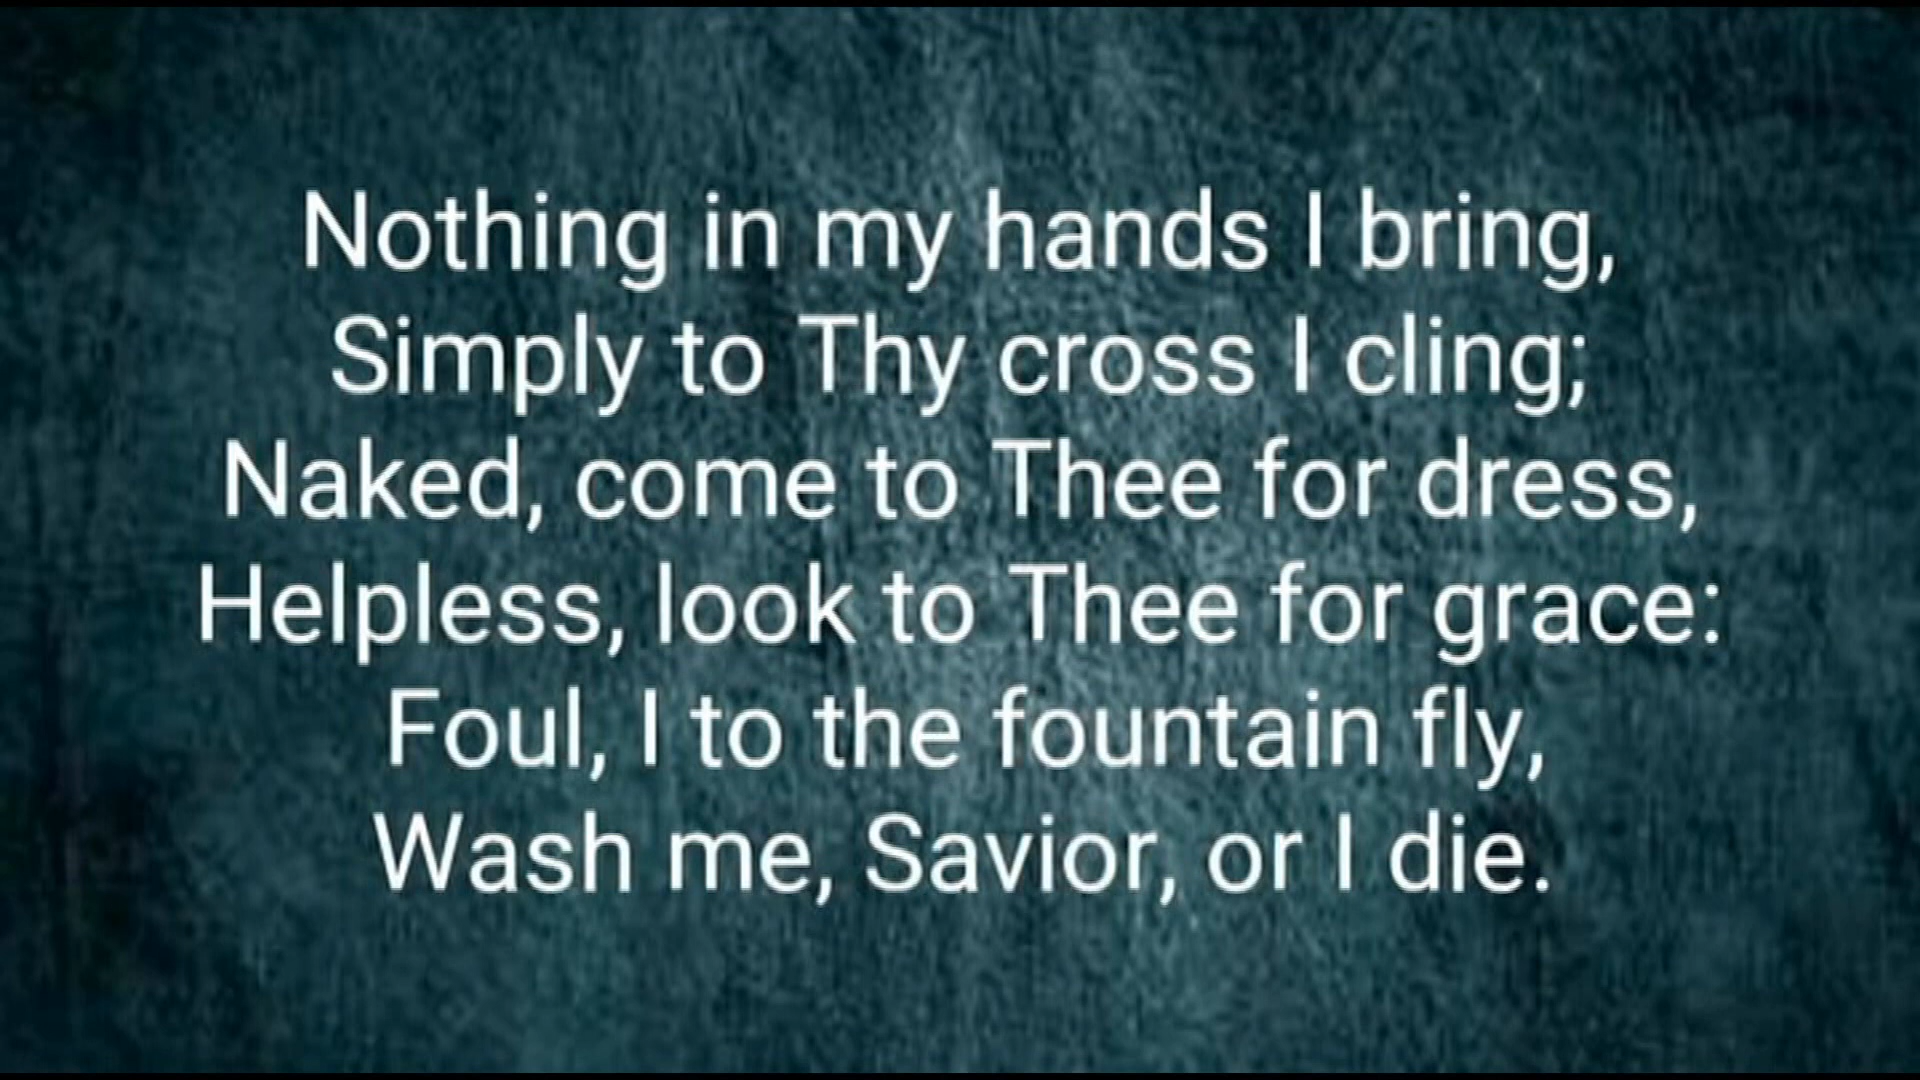 Nothing in my hands I bring,
Simply to Thy cross I cling;
Naked, come to Thee for dress,
Helpless, look to Thee for grace:
Foul, I to the fountain fly,
Wash me, Savior, or I die.